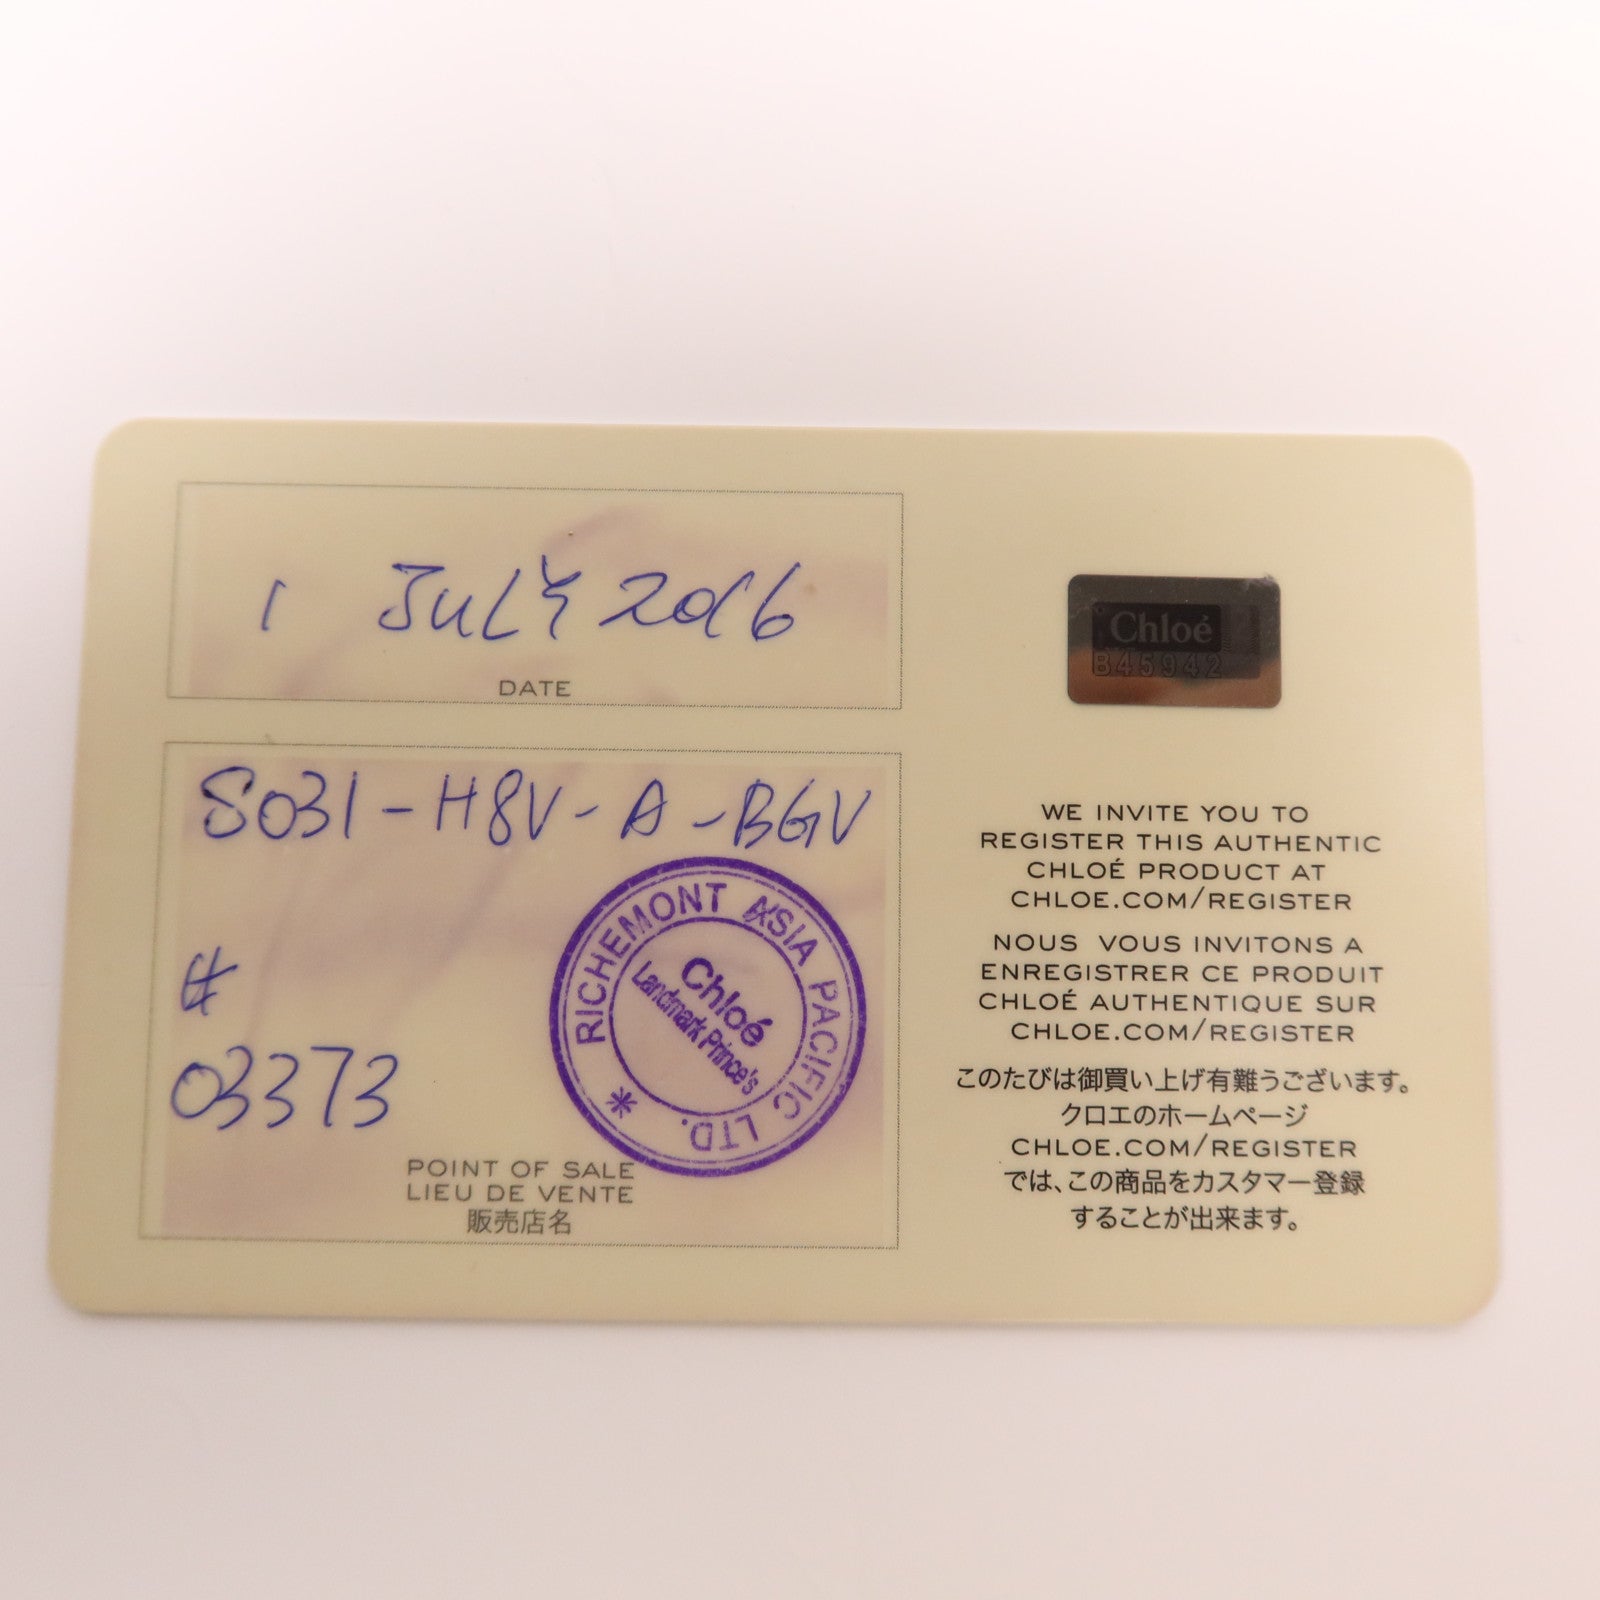 1 JULY 2016
DATE
S031-H8V-A-BGV
#
03373
RICHEMONT ASIA PACIFIC LTD. *
Chloé
Landmark Prince's
POINT OF SALE
LIEU DE VENTE
販売店名
Chloé
B45942
WE INVITE YOU TO
REGISTER THIS AUTHENTIC
CHLOÉ PRODUCT AT
CHLOE.COM/REGISTER
NOUS VOUS INVITONS A
ENREGISTRER CE PRODUIT
CHLOÉ AUTHENTIQUE SUR
CHLOE.COM/REGISTER
このたびは御買い上げ有難うございます。
クロエのホームページ
CHLOE.COM/REGISTER
では、この商品をカスタマー登録
することが出来ます。